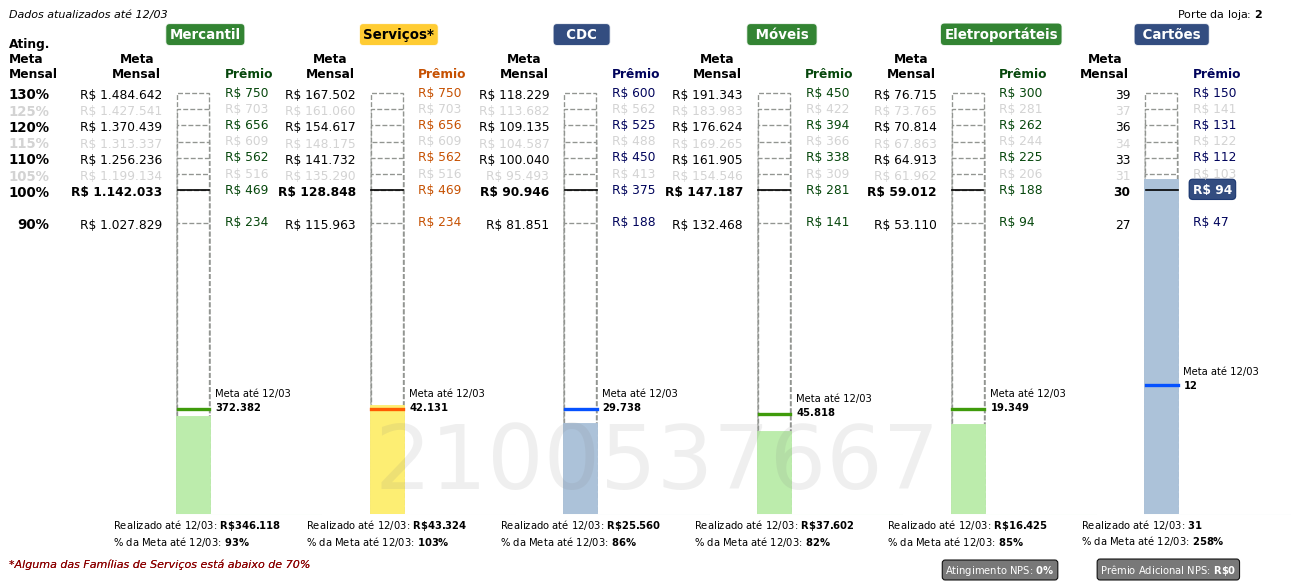 Dados atualizados até 12/03 Porte da loja: 2
Mercantil Serviços* CDC Móveis Eletroportáteis Cartões
Ating.
Meta Meta Meta Meta Meta Meta Meta
Mensal Mensal Prêmio Mensal Prêmio Mensal Prêmio Mensal Prêmio Mensal Prêmio Mensal Prêmio
130% R$ 1.484.642 R$ 750 R$ 167.502 R$ 750 R$ 118.229 R$ 600 R$ 191.343 R$ 450 R$ 76.715 R$ 300 39 R$ 150
125% R$ 1.427.541 R$ 703 R$ 161.060 R$ 703 R$ 113.682 R$ 562 R$ 183.983 R$ 422 R$ 73.765 R$ 281 37 R$ 141
120% R$ 1.370.439 R$ 656 R$ 154.617 R$ 656 R$ 109.135 R$ 525 R$ 176.624 R$ 394 R$ 70.814 R$ 262 36 R$ 131
115% R$ 1.313.337 R$ 609 R$ 148.175 R$ 609 R$ 104.587 R$ 488 R$ 169.265 R$ 366 R$ 67.863 R$ 244 34 R$ 122
110% R$ 1.256.236 R$ 562 R$ 141.732 R$ 562 R$ 100.040 R$ 450 R$ 161.905 R$ 338 R$ 64.913 R$ 225 33 R$ 112
105% R$ 1.199.134 R$ 516 R$ 135.290 R$ 516 R$ 95.493 R$ 413 R$ 154.546 R$ 309 R$ 61.962 R$ 206 31 R$ 103
100% R$ 1.142.033 R$ 469 R$ 128.848 R$ 469 R$ 90.946 R$ 375 R$ 147.187 R$ 281 R$ 59.012 R$ 188 30 R$ 94
90% R$ 1.027.829 R$ 234 R$ 115.963 R$ 234 R$ 81.851 R$ 188 R$ 132.468 R$ 141 R$ 53.110 R$ 94 27 R$ 47
Meta até 12/03 Meta até 12/03 Meta até 12/03 Meta até 12/03 Meta até 12/03 Meta até 12/03
372.382 42.131 29.738 45.818 19.349 12
2100537667
Realizado até 12/03: R$346.118 Realizado até 12/03: R$43.324 Realizado até 12/03: R$25.560 Realizado até 12/03: R$37.602 Realizado até 12/03: R$16.425 Realizado até 12/03: 31
% da Meta até 12/03: 93% % da Meta até 12/03: 103% % da Meta até 12/03: 86% % da Meta até 12/03: 82% % da Meta até 12/03: 85% % da Meta até 12/03: 258%
*Alguma das Famílias de Serviços está abaixo de 70% Atingimento NPS: 0% Prêmio Adicional NPS: R$0